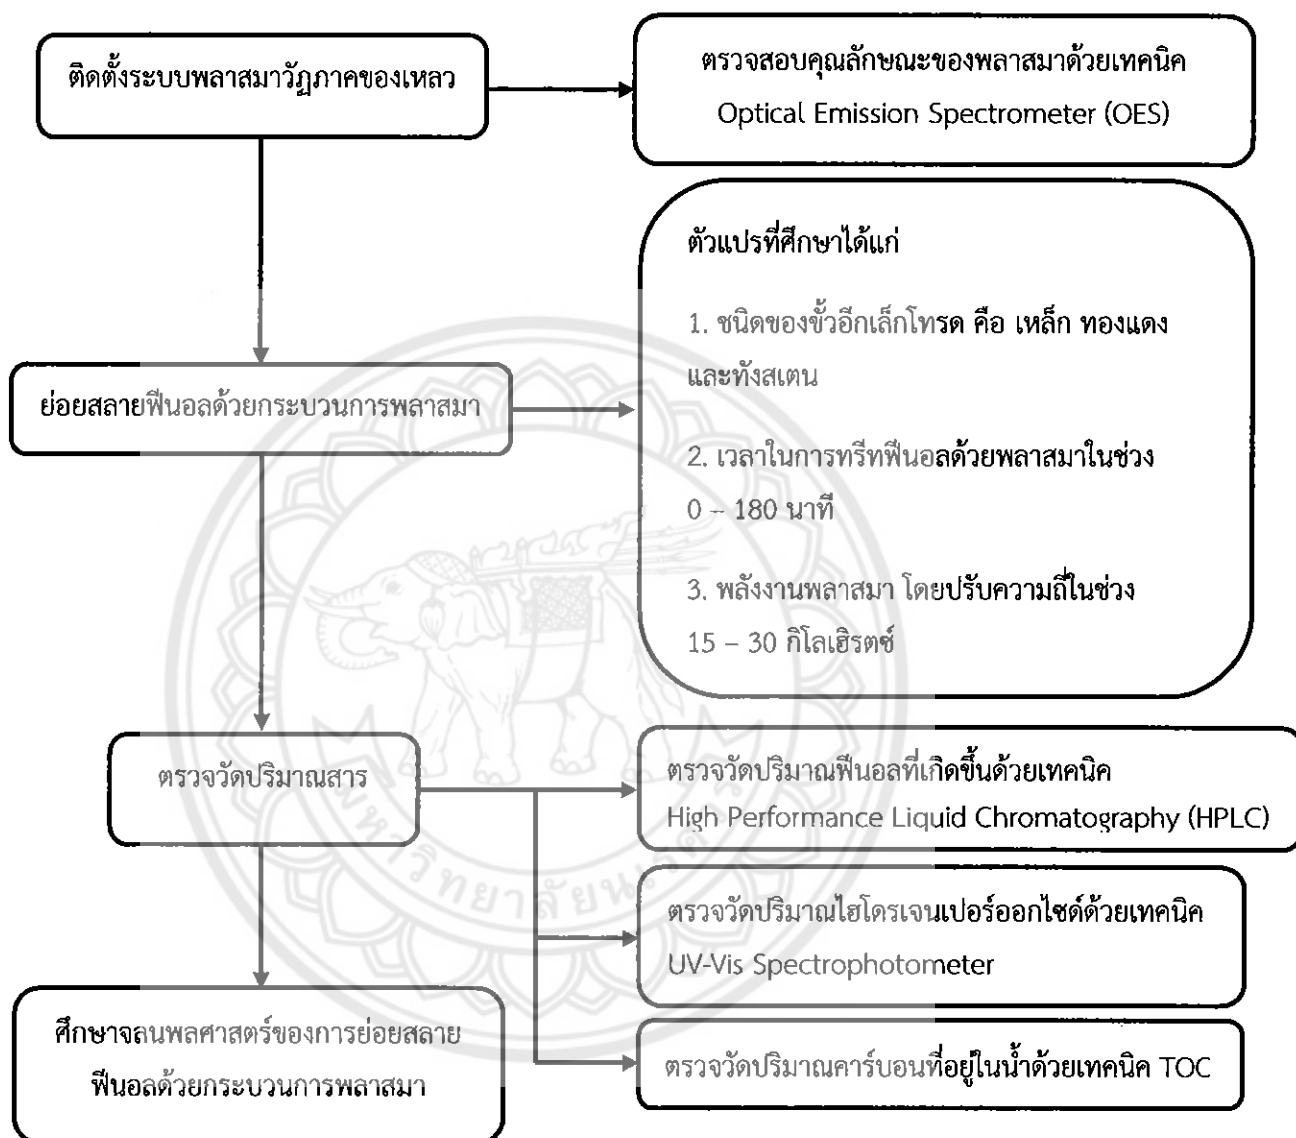 ติดตั้งระบบพลาสมาวัฏภาคของเหลว
ตรวจสอบคุณลักษณะของพลาสมาด้วยเทคนิค
Optical Emission Spectrometer (OES)
ตัวแปรที่ศึกษาได้แก่
1. ชนิดของขั้วอีกเล็กโทรด คือ เหล็ก ทองแดง
และทังสเตน
2. เวลาในการทรีทฟีนอลด้วยพลาสมาในช่วง
0 – 180 นาที
3. พลังงานพลาสมา โดยปรับความถี่ในช่วง
15 – 30 กิโลเฮิรตซ์
ย่อยสลายฟีนอลด้วยกระบวนการพลาสมา
ตรวจวัดปริมาณสาร
ตรวจวัดปริมาณฟีนอลที่เกิดขึ้นด้วยเทคนิค
High Performance Liquid Chromatography (HPLC)
ตรวจวัดปริมาณไฮโดรเจนเปอร์ออกไซด์ด้วยเทคนิค
UV-Vis Spectrophotometer
ตรวจวัดปริมาณคาร์บอนที่อยู่ในน้ำด้วยเทคนิค TOC
ศึกษาจลนพลศาสตร์ของการย่อยสลาย
ฟีนอลด้วยกระบวนการพลาสมา
มหาวิทยาลัยนเรศวร